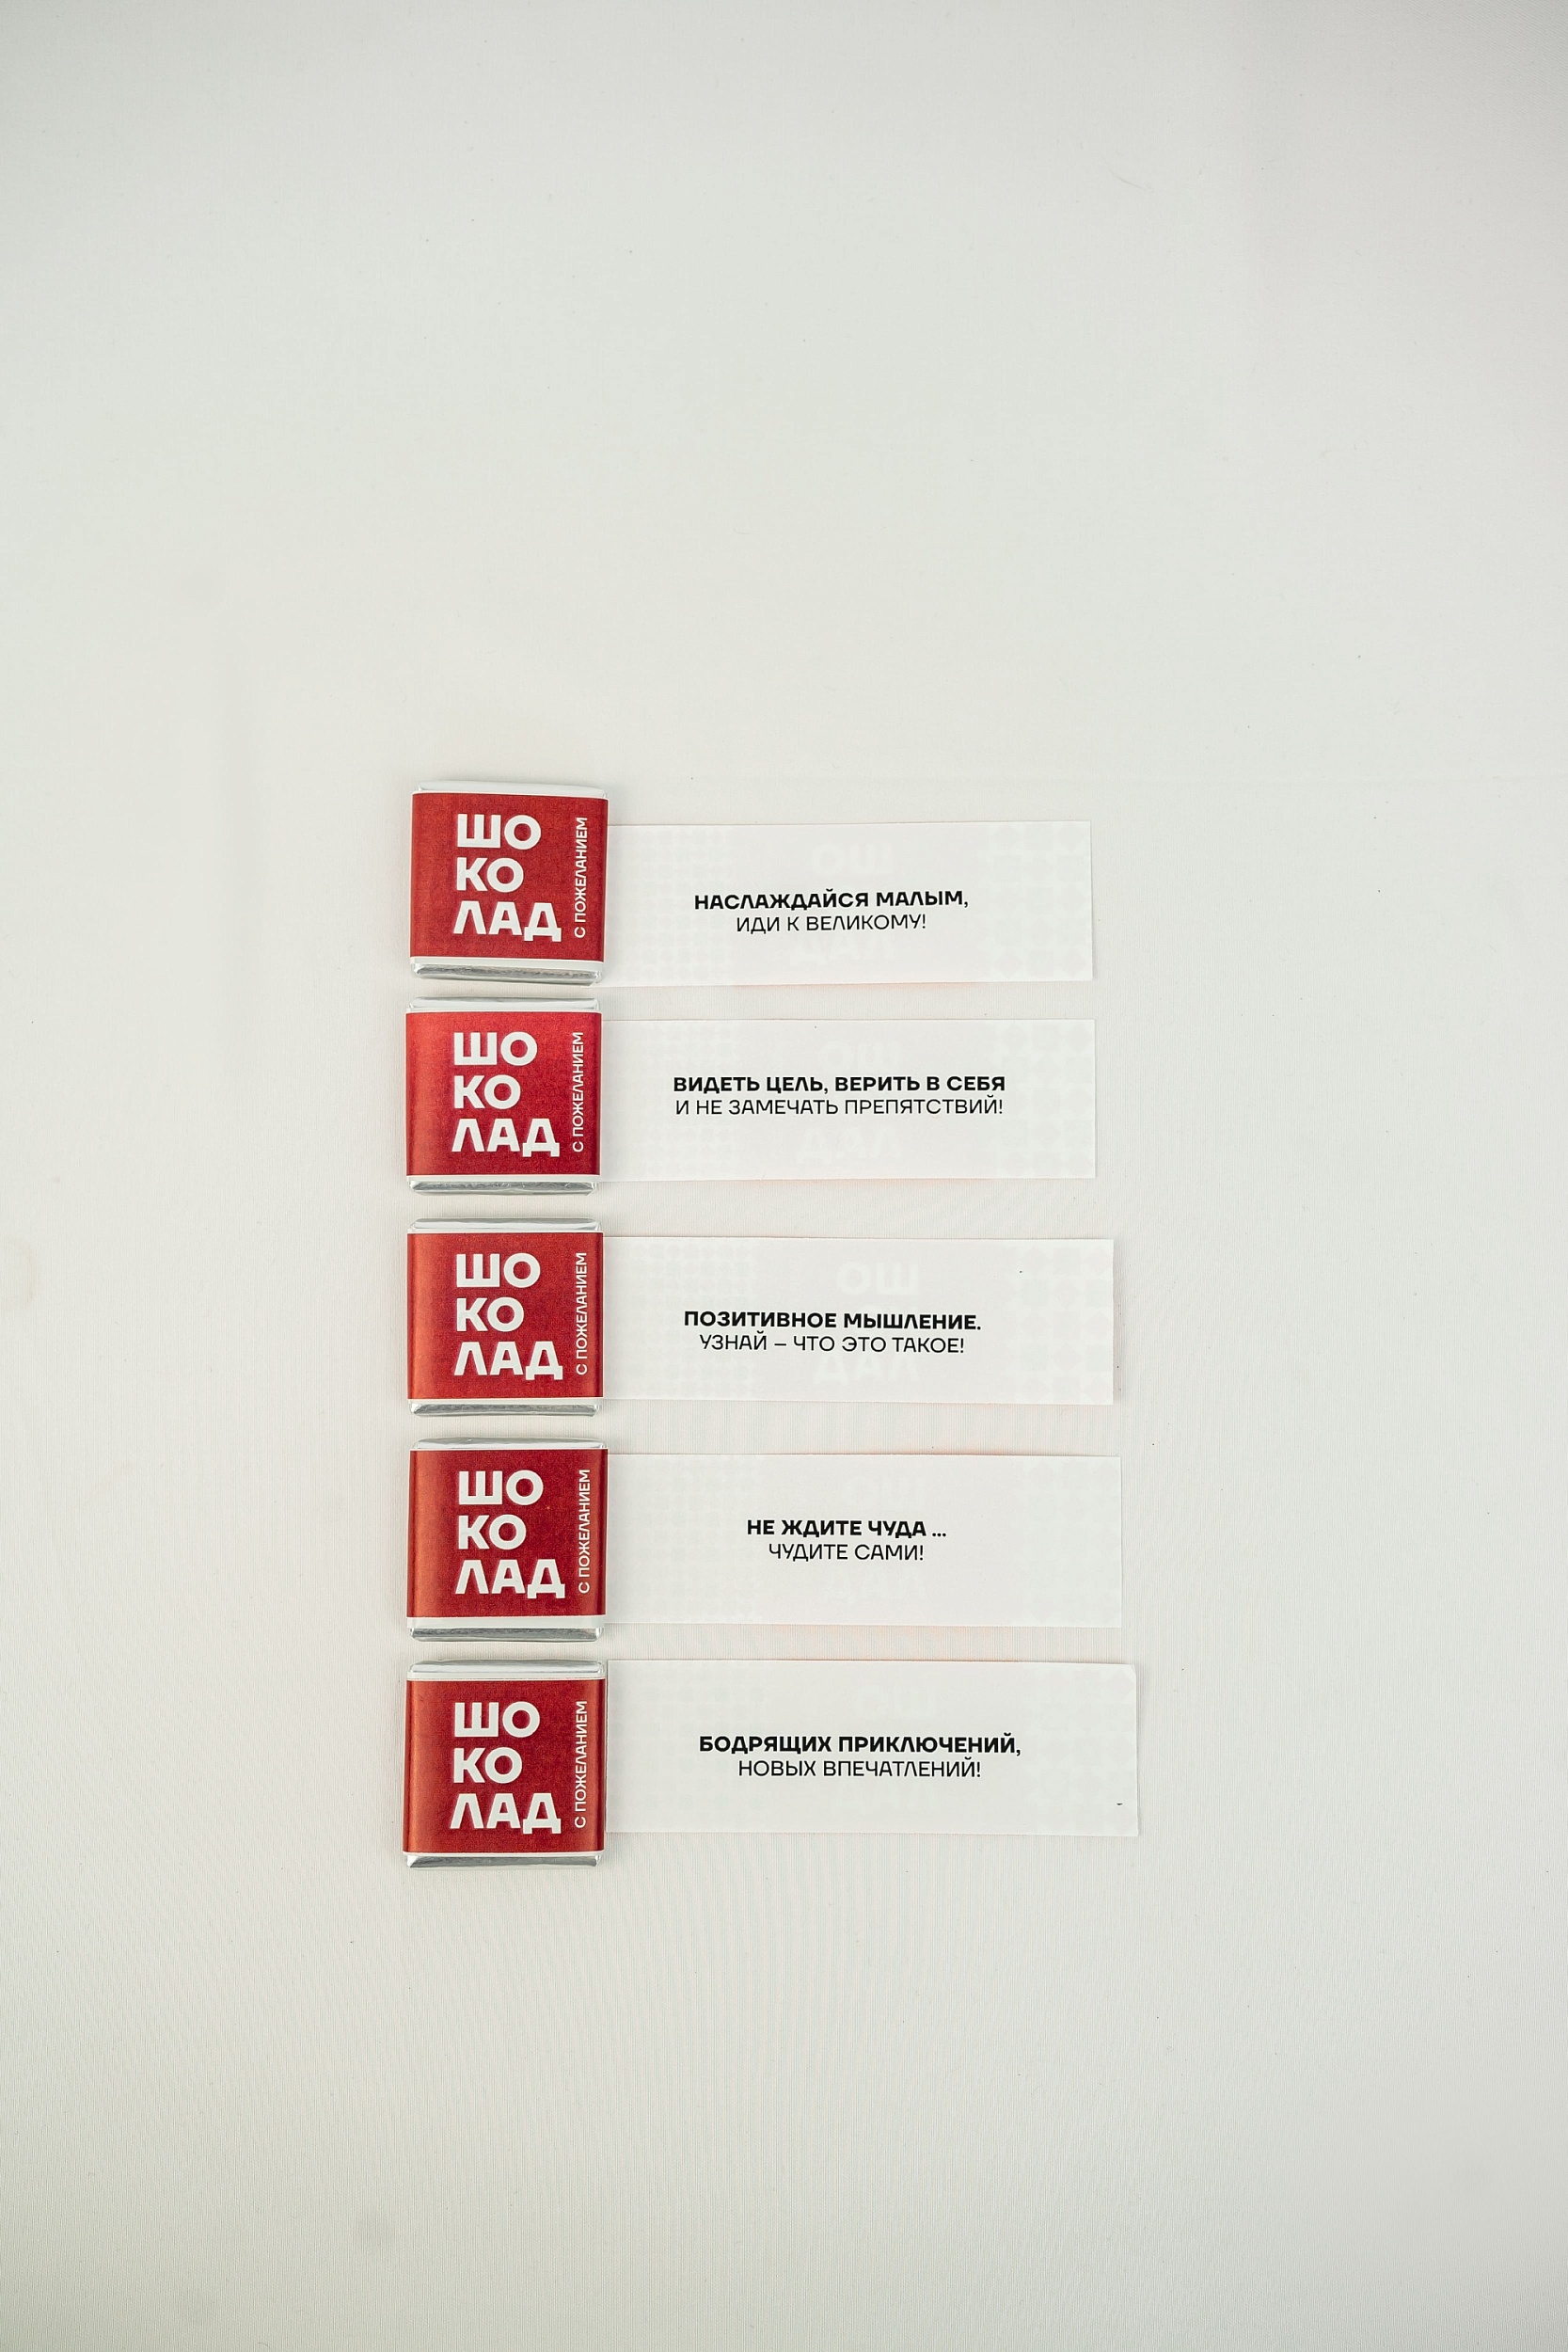 ШО
КО
ЛАД
С ПОЖЕЛАНИЕМ
НАСЛАЖДАЙСЯ МАЛЫМ,
ИДИ К ВЕЛИКОМУ!
ШО
КО
ЛАД
С ПОЖЕЛАНИЕМ
ВИДЕТЬ ЦЕЛЬ, ВЕРИТЬ В СЕБЯ
И НЕ ЗАМЕЧАТЬ ПРЕПЯТСТВИЙ!
ШО
КО
ЛАД
С ПОЖЕЛАНИЕМ
ПОЗИТИВНОЕ МЫШЛЕНИЕ.
УЗНАЙ – ЧТО ЭТО ТАКОЕ!
ШО
КО
ЛАД
С ПОЖЕЛАНИЕМ
НЕ ЖДИТЕ ЧУДА ...
ЧУДИТЕ САМИ!
ШО
КО
ЛАД
С ПОЖЕЛАНИЕМ
БОДРЯЩИХ ПРИКЛЮЧЕНИЙ,
НОВЫХ ВПЕЧАТЛЕНИЙ!